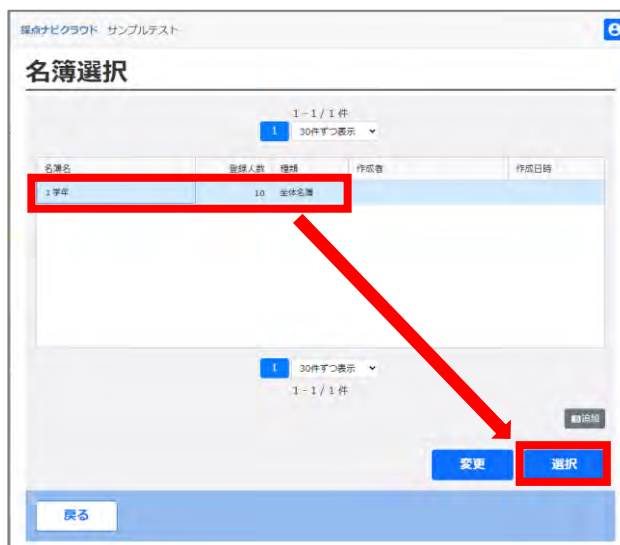 採点ナビクラウド サンプルテスト
名簿選択
1 - 1 / 1 件
1 30件ずつ表示
名簿名 登録人数 種類 作成者 作成日時
1学年 10 全体名簿
1 30件ずつ表示
1 - 1 / 1 件
追加
変更 選択
戻る